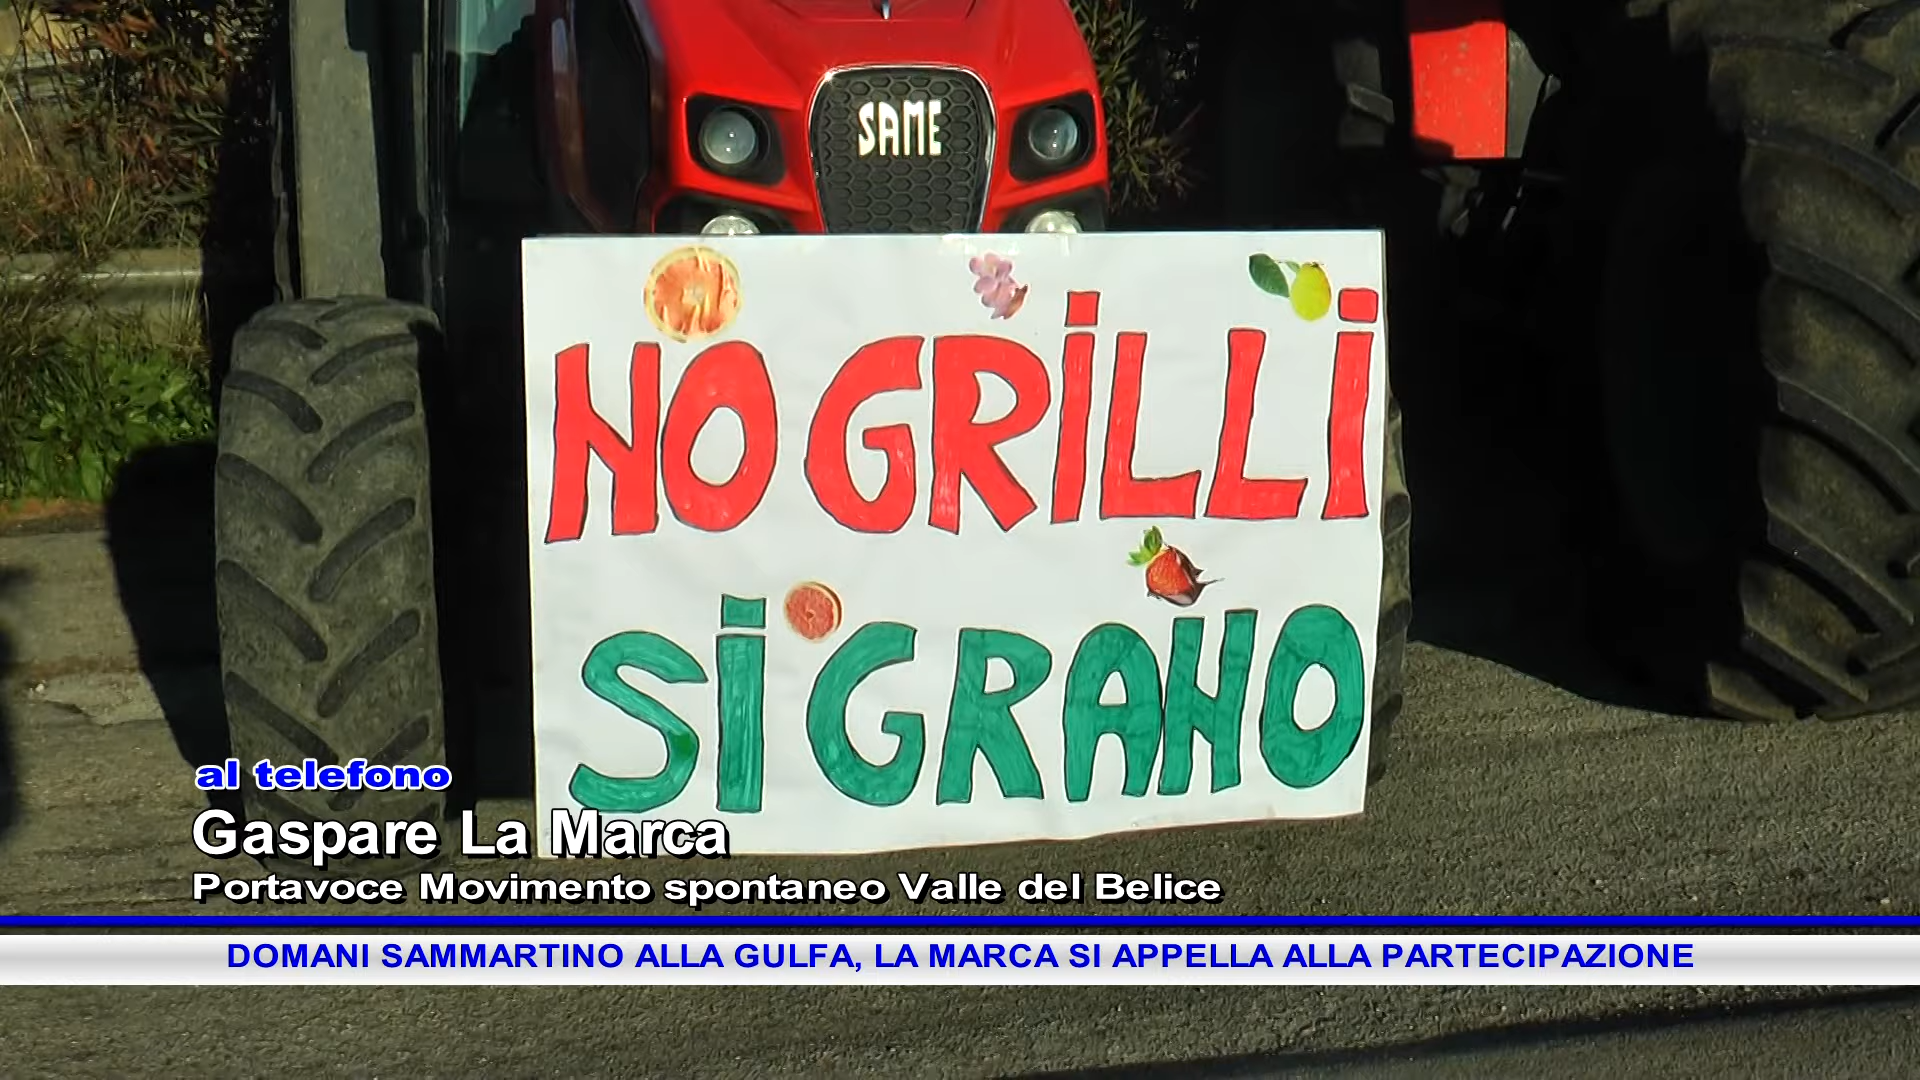 SAME
NO GRILLI
SI GRANO
al telefono
Gaspare La Marca
Portavoce Movimento spontaneo Valle del Belice
DOMANI SAMMARTINO ALLA GULFA, LA MARCA SI APPELLA ALLA PARTECIPAZIONE